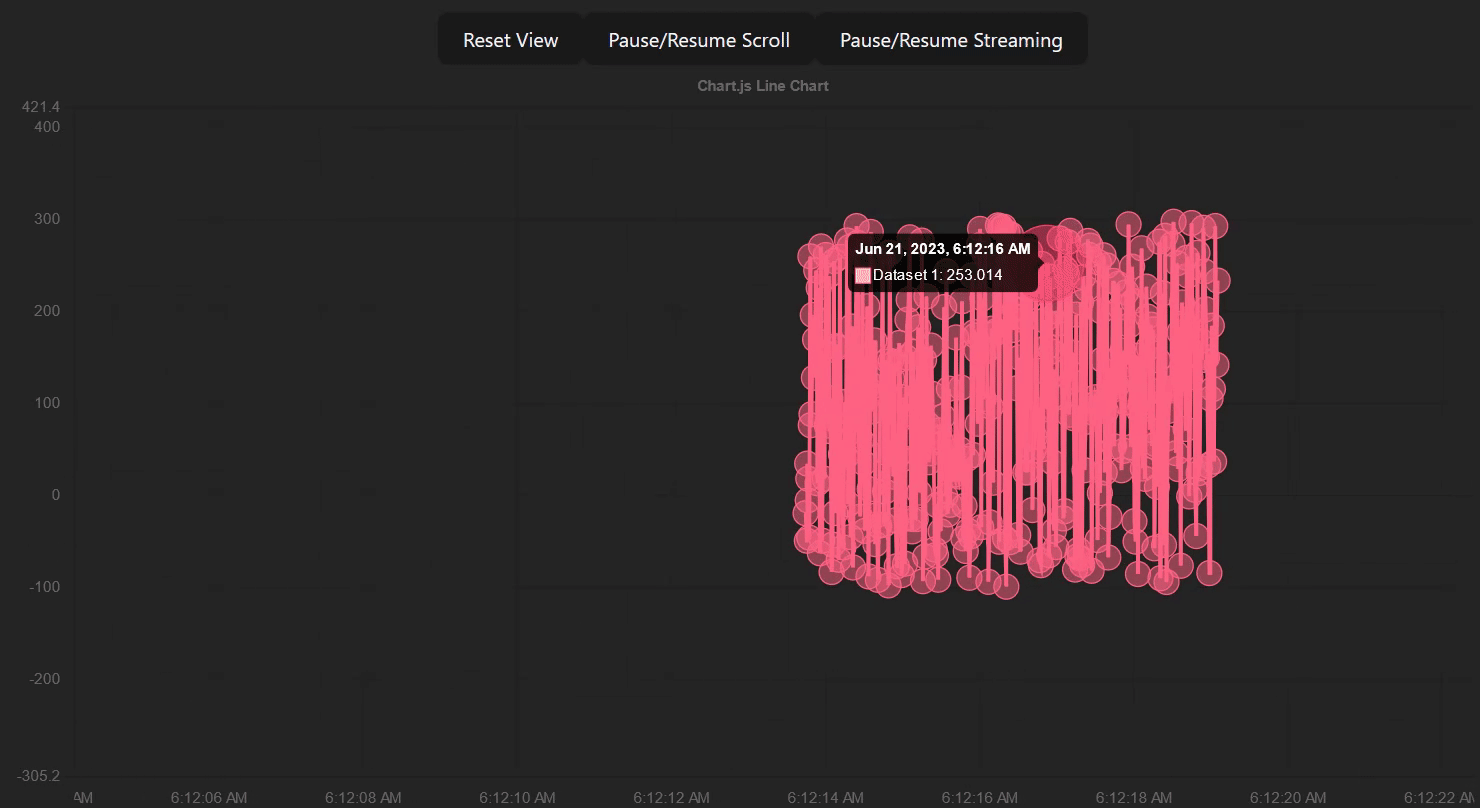 Reset View Pause/Resume Scroll Pause/Resume Streaming
Chart.js Line Chart
421.4
400
300
Jun 21, 2023, 6:12:16 AM
Dataset 1: 253.014
200
100
0
-100
-200
-305.2
AM 6:12:06 AM 6:12:08 AM 6:12:10 AM 6:12:12 AM 6:12:14 AM 6:12:16 AM 6:12:18 AM 6:12:20 AM 6:12:22 AM